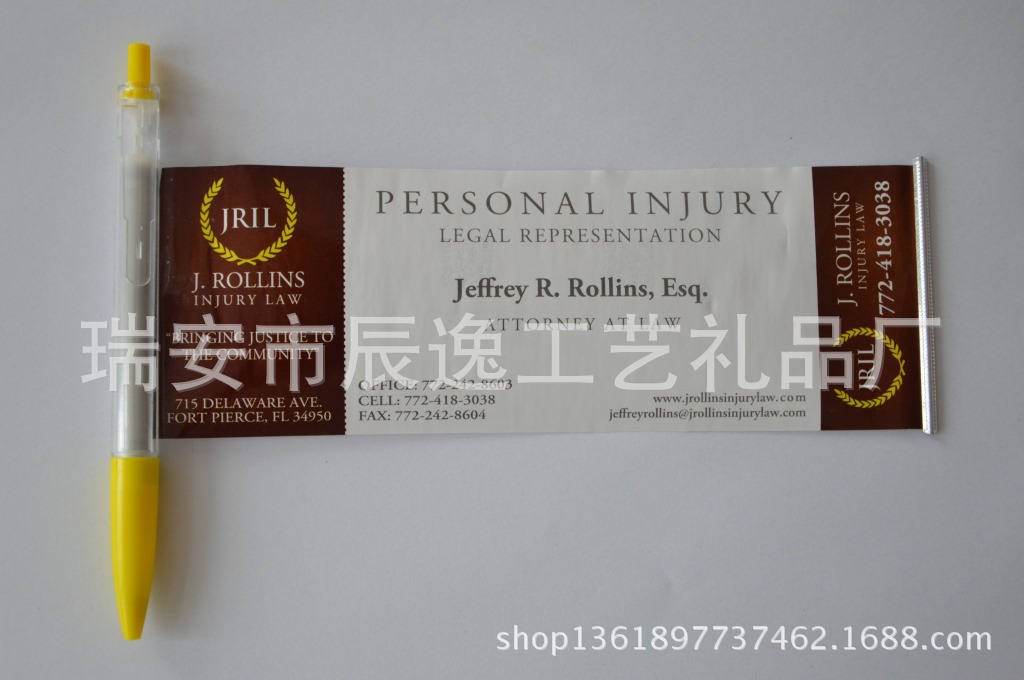 JRIL
J. ROLLINS
INJURY LAW
"BRINGING JUSTICE TO
THE COMMUNITY"
715 DELAWARE AVE.
FORT PIERCE, FL 34950
PERSONAL INJURY
LEGAL REPRESENTATION
Jeffrey R. Rollins, Esq.
ATTORNEY AT LAW
OFFICE: 772-242-8603
CELL: 772-418-3038
FAX: 772-242-8604
www.jrollinsinjurylaw.com
jeffreyrollins@jrollinsinjurylaw.com
JRIL
J. ROLLINS
INJURY LAW
772-418-3038
瑞安市辰逸工艺礼品厂
shop1361897737462.1688.com